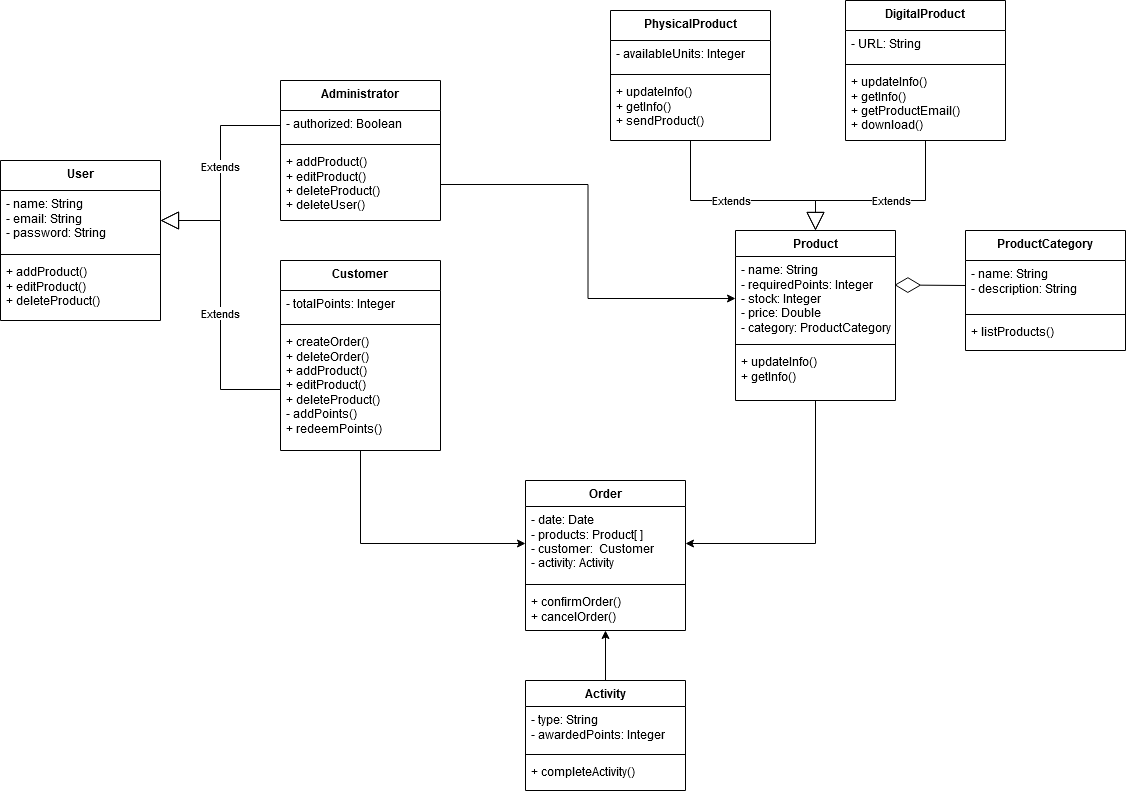 PhysicalProduct
- availableUnits: Integer
+ updateInfo()
+ getInfo()
+ sendProduct()
DigitalProduct
- URL: String
+ updateInfo()
+ getInfo()
+ getProductEmail()
+ download()
Administrator
- authorized: Boolean
+ addProduct()
+ editProduct()
+ deleteProduct()
+ deleteUser()
Extends
User
- name: String
- email: String
- password: String
+ addProduct()
+ editProduct()
+ deleteProduct()
Extends
Extends
Product
- name: String
- requiredPoints: Integer
- stock: Integer
- price: Double
- category: ProductCategory
+ updateInfo()
+ getInfo()
ProductCategory
- name: String
- description: String
+ listProducts()
Customer
- totalPoints: Integer
+ createOrder()
+ deleteOrder()
+ addProduct()
+ editProduct()
+ deleteProduct()
- addPoints()
+ redeemPoints()
Extends
Order
- date: Date
- products: Product[ ]
- customer:  Customer
- activity: Activity
+ confirmOrder()
+ cancelOrder()
Activity
- type: String
- awardedPoints: Integer
+ completeActivity()